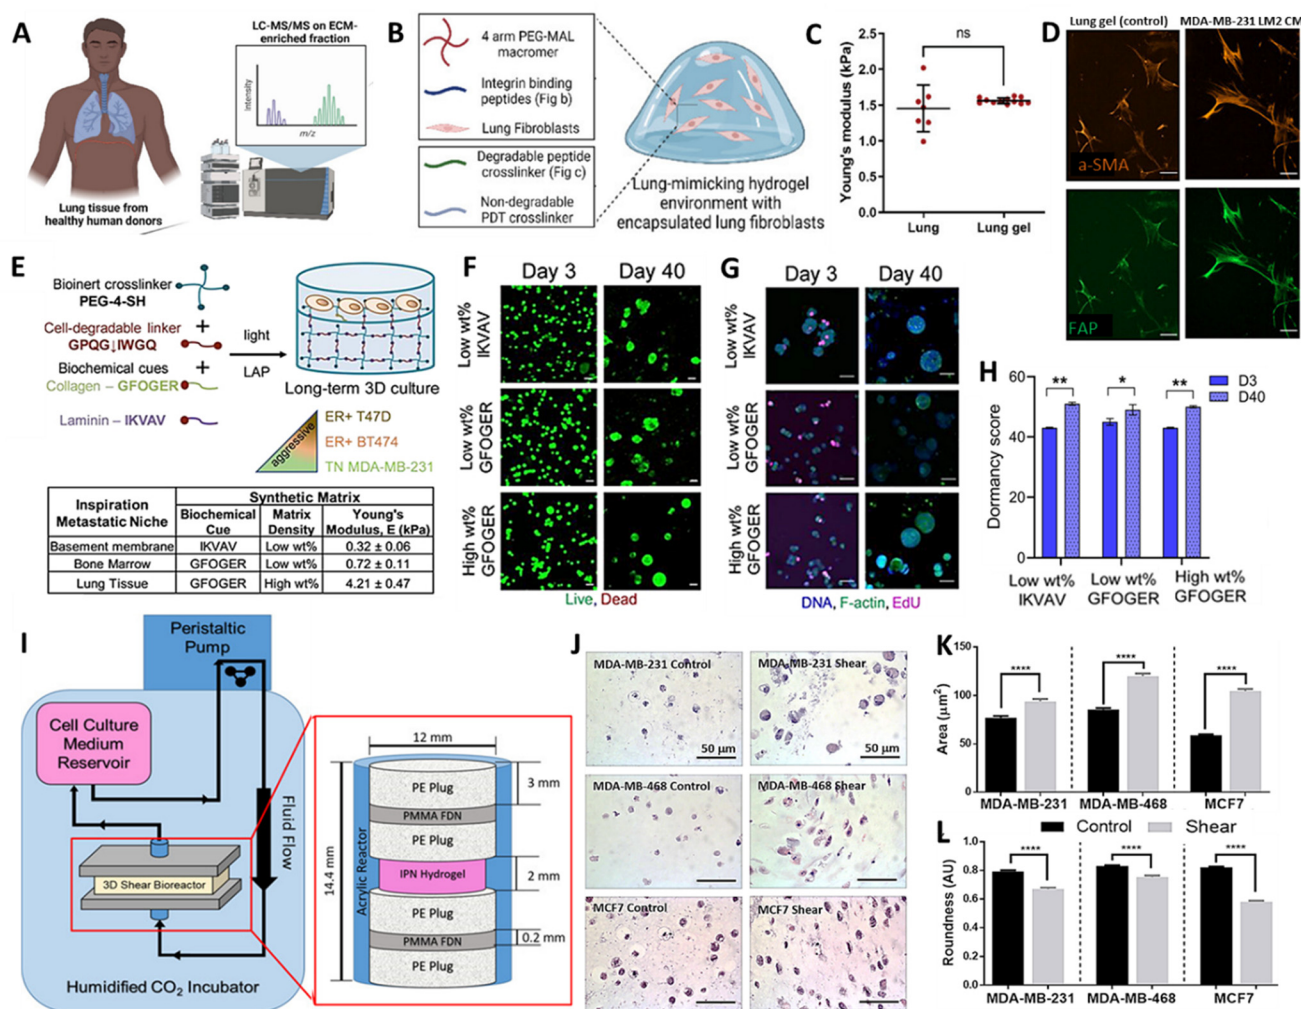 A
LC-MS/MS on ECM-
enriched fraction
Intensity
m/z
Lung tissue from
healthy human donors
B
4 arm PEG-MAL
macromer
Integrin binding
peptides (Fig b)
Lung Fibroblasts
Degradable peptide
crosslinker (Fig c)
Non-degradable
PDT crosslinker
Lung-mimicking hydrogel
environment with
encapsulated lung fibroblasts
C
ns
Young's modulus (kPa)
2.5
2.0
1.5
1.0
0.5
0.0
Lung
Lung gel
D
Lung gel (control)
MDA-MB-231 LM2 CM
a-SMA
FAP
E
Bioinert crosslinker
PEG-4-SH
+
Cell-degradable linker
GPQG↓IWGQ
+
Biochemical cues
Collagen – GFOGER
Laminin – IKVAV
light
LAP
Long-term 3D culture
aggressive
ER+ T47D
ER+ BT474
TN MDA-MB-231
Inspiration Metastatic Niche
Synthetic Matrix
Biochemical Cue
Matrix Density
Young's Modulus, E (kPa)
Basement membrane IKVAV Low wt% 0.32 ± 0.06
Bone Marrow GFOGER Low wt% 0.72 ± 0.11
Lung Tissue GFOGER High wt% 4.21 ± 0.47
F
Day 3 Day 40
Low wt%
IKVAV
Low wt%
GFOGER
High wt%
GFOGER
Live, Dead
G
Day 3 Day 40
Low wt%
IKVAV
Low wt%
GFOGER
High wt%
GFOGER
DNA, F-actin, EdU
H
D3
D40
Dormancy score
60
40
20
0
** * **
Low wt%
IKVAV
Low wt%
GFOGER
High wt%
GFOGER
I
Peristaltic
Pump
Cell Culture
Medium
Reservoir
Fluid Flow
3D Shear Bioreactor
Humidified CO2 Incubator
12 mm
14.4 mm
Acrylic Reactor
PE Plug
PMMA FDN
PE Plug
IPN Hydrogel
PE Plug
PMMA FDN
PE Plug
3 mm
2 mm
0.2 mm
J
MDA-MB-231 Control
50 µm
MDA-MB-231 Shear
50 µm
MDA-MB-468 Control
MDA-MB-468 Shear
MCF7 Control
MCF7 Shear
K
Area (µm2)
150
100
50
0
**** **** ****
MDA-MB-231 MDA-MB-468 MCF7
Control Shear
L
Roundness (AU)
1.0
0.8
0.6
0.4
0.2
0.0
**** **** ****
MDA-MB-231 MDA-MB-468 MCF7